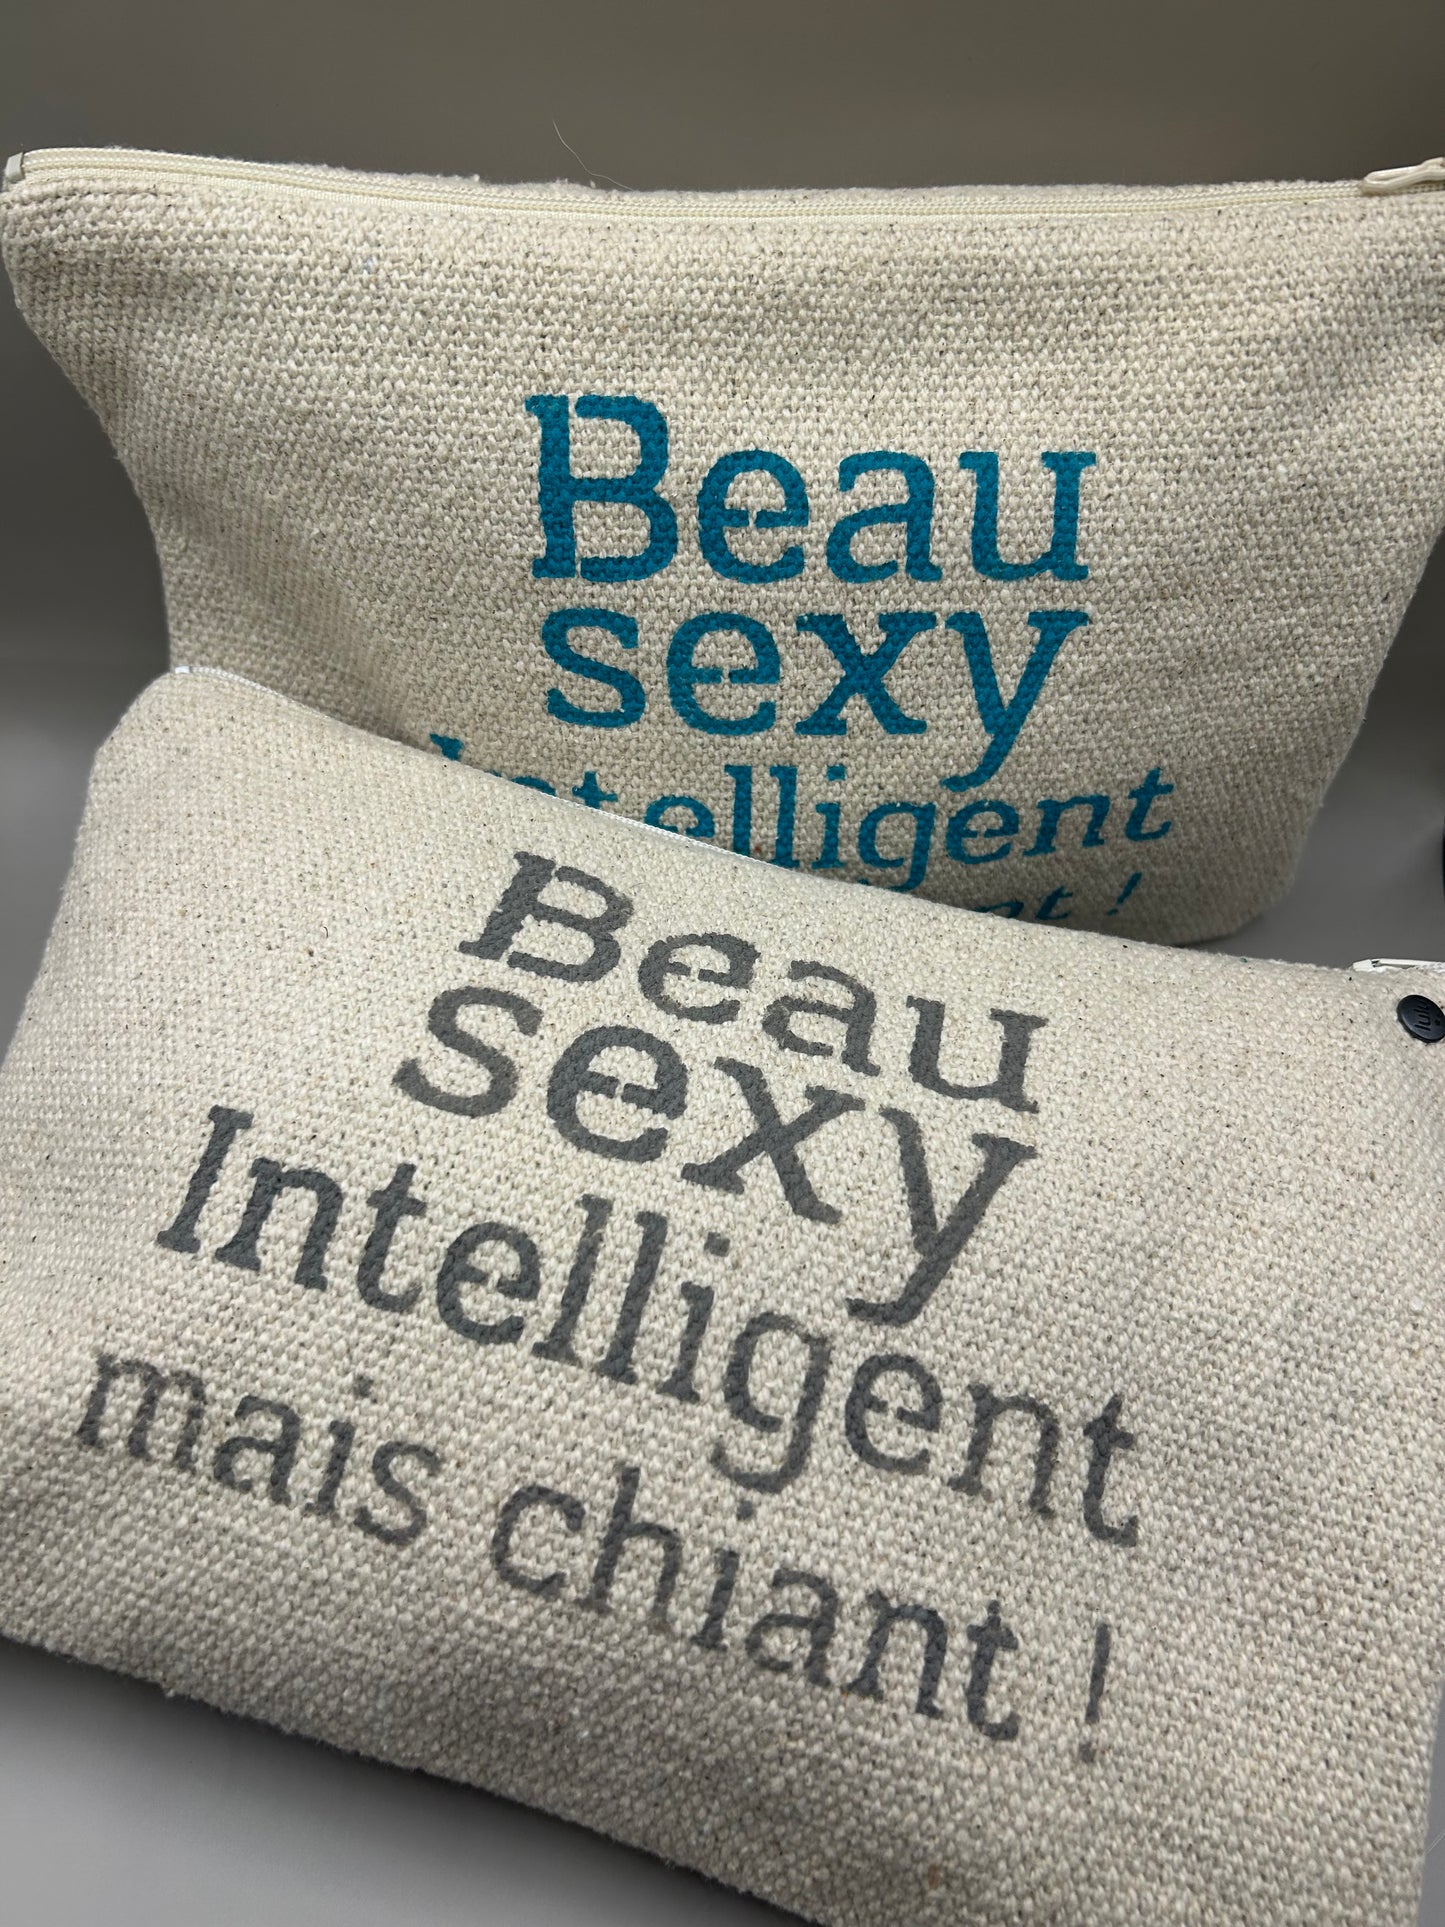 Beau
sexy
Intelligent
Beau
sexy
Intelligent
mais chiant !